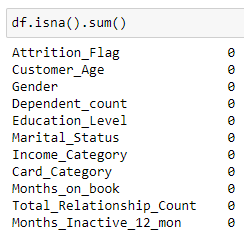 df.isna().sum()
Attrition_Flag 0
Customer_Age 0
Gender 0
Dependent_count 0
Education_Level 0
Marital_Status 0
Income_Category 0
Card_Category 0
Months_on_book 0
Total_Relationship_Count 0
Months_Inactive_12_mon 0